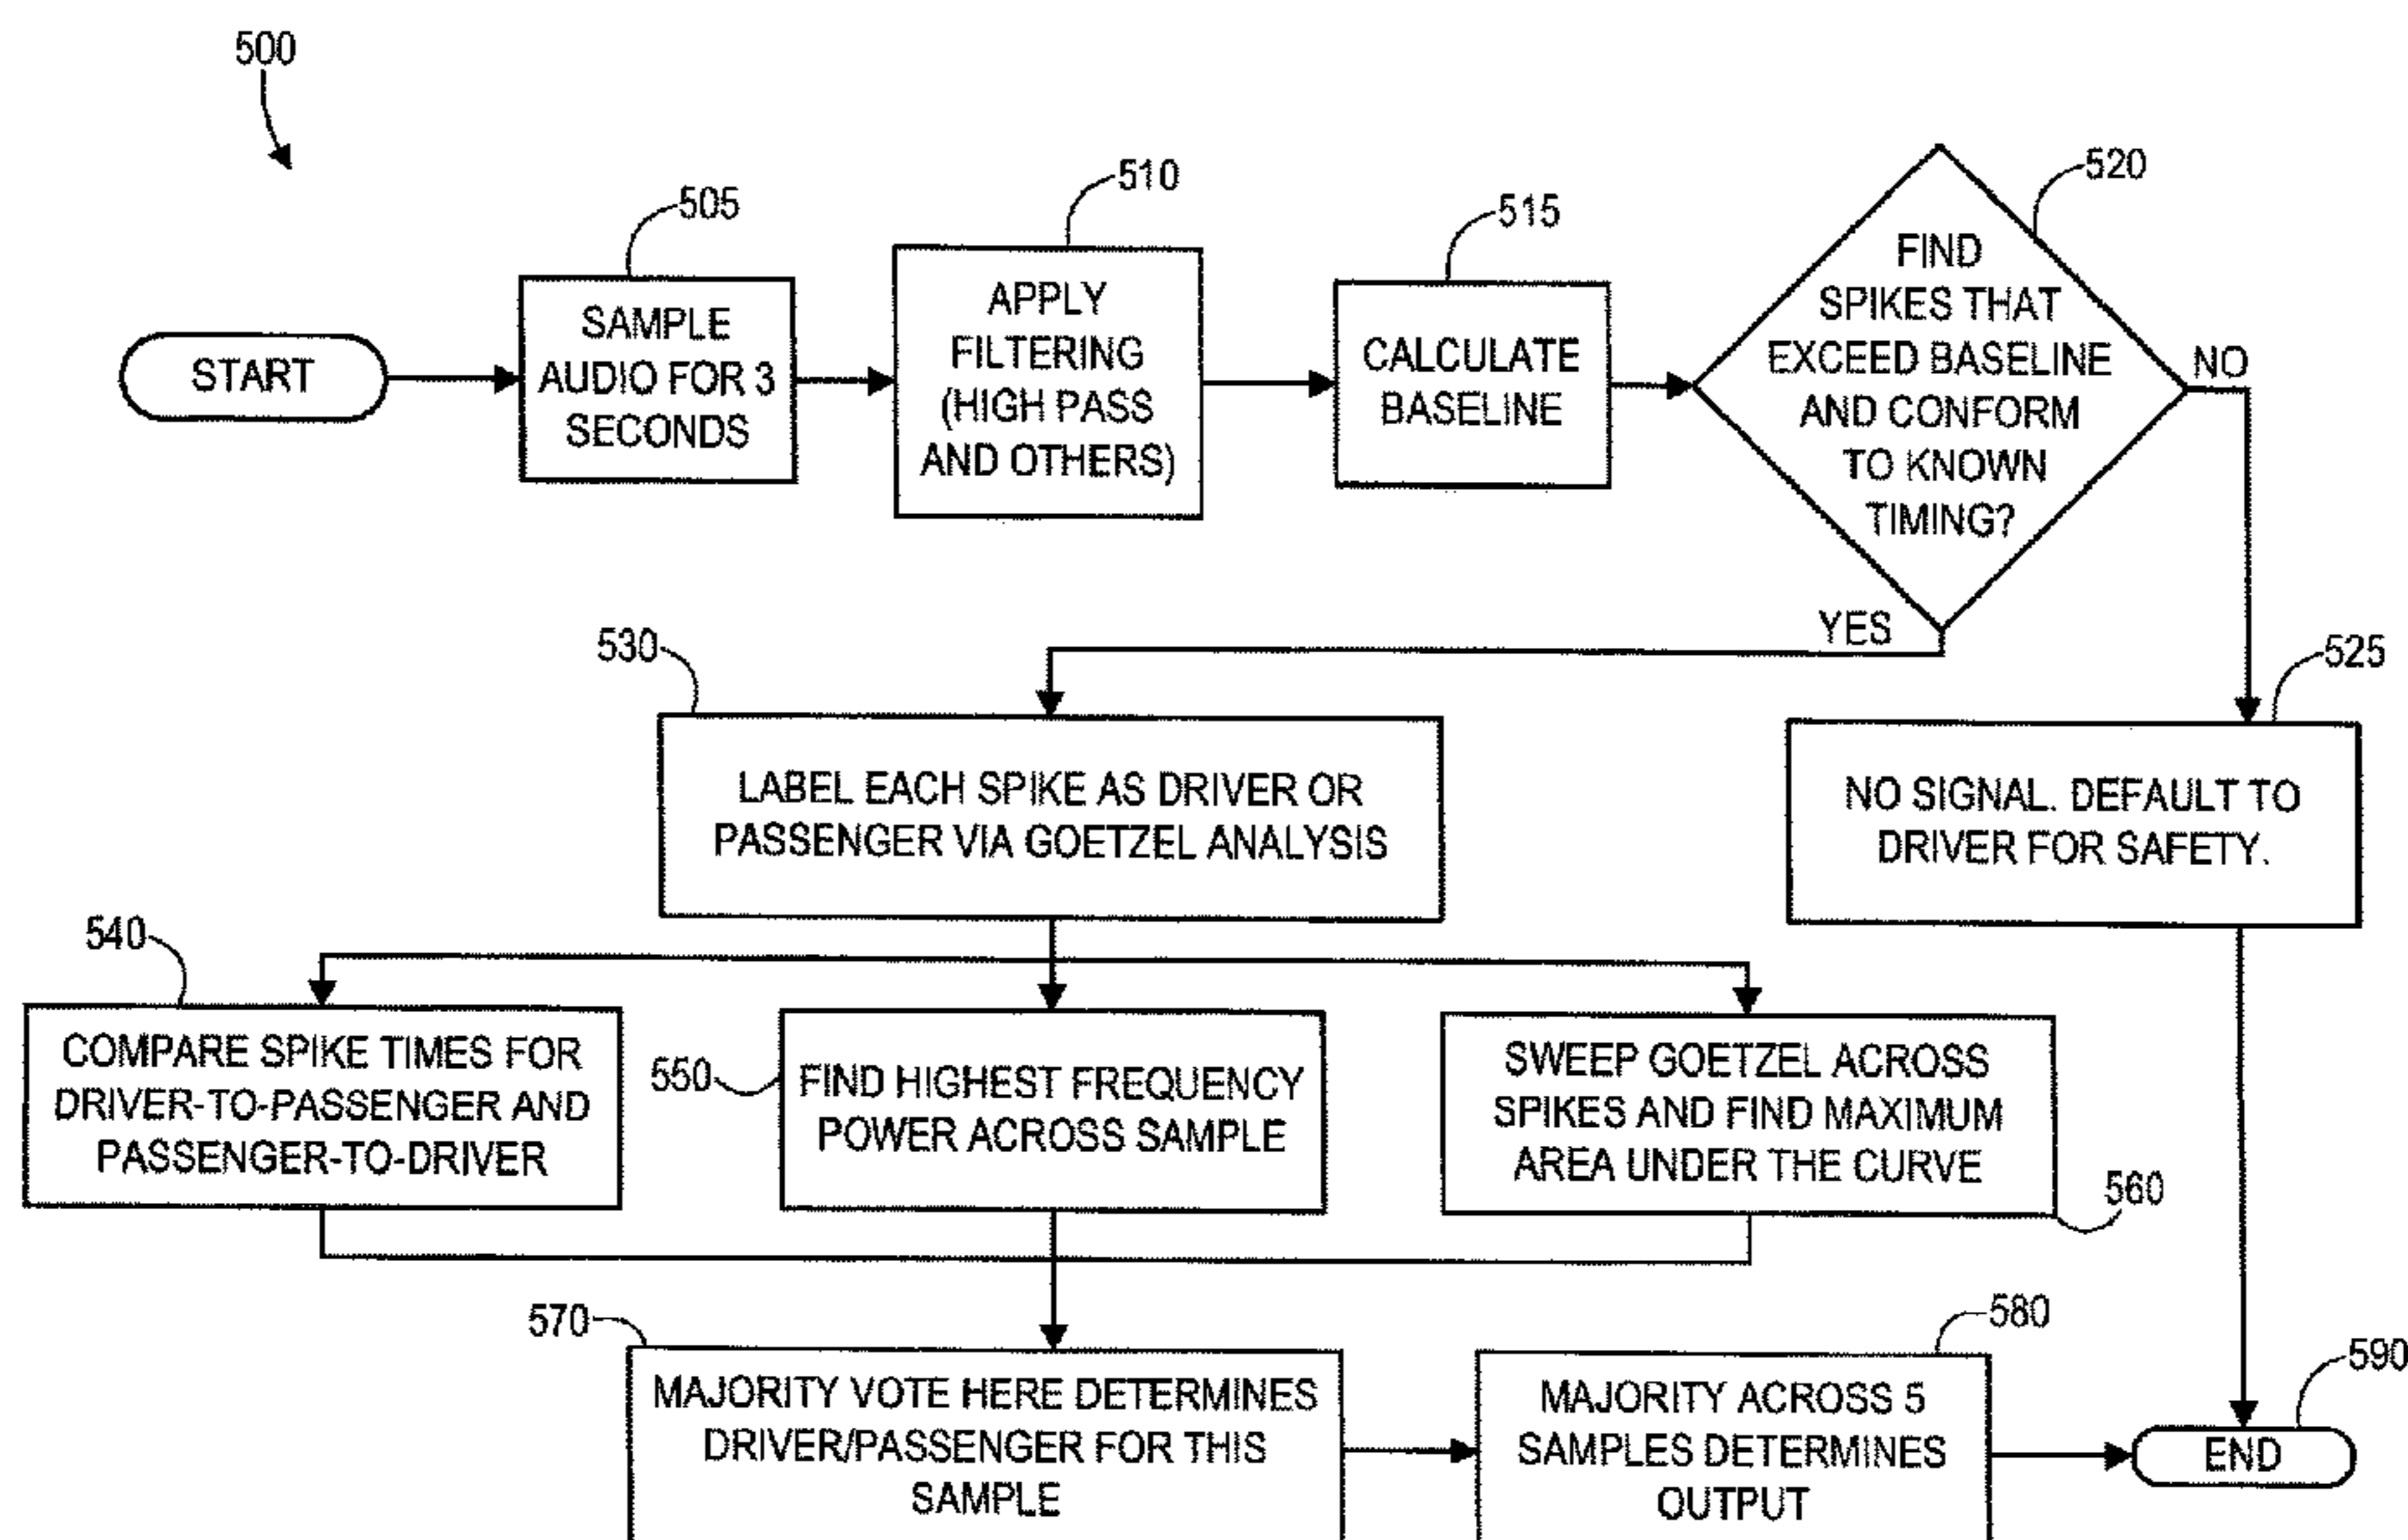 500
505
510
515
520
START
SAMPLE
AUDIO FOR 3
SECONDS
APPLY
FILTERING
(HIGH PASS
AND OTHERS)
CALCULATE
BASELINE
FIND
SPIKES THAT
EXCEED BASELINE
AND CONFORM
TO KNOWN
TIMING?
NO
YES
530
525
LABEL EACH SPIKE AS DRIVER OR
PASSENGER VIA GOETZEL ANALYSIS
NO SIGNAL. DEFAULT TO
DRIVER FOR SAFETY.
540
COMPARE SPIKE TIMES FOR
DRIVER-TO-PASSENGER AND
PASSENGER-TO-DRIVER
550
FIND HIGHEST FREQUENCY
POWER ACROSS SAMPLE
SWEEP GOETZEL ACROSS
SPIKES AND FIND MAXIMUM
AREA UNDER THE CURVE
560
570
MAJORITY VOTE HERE DETERMINES
DRIVER/PASSENGER FOR THIS
SAMPLE
580
MAJORITY ACROSS 5
SAMPLES DETERMINES
OUTPUT
590
END